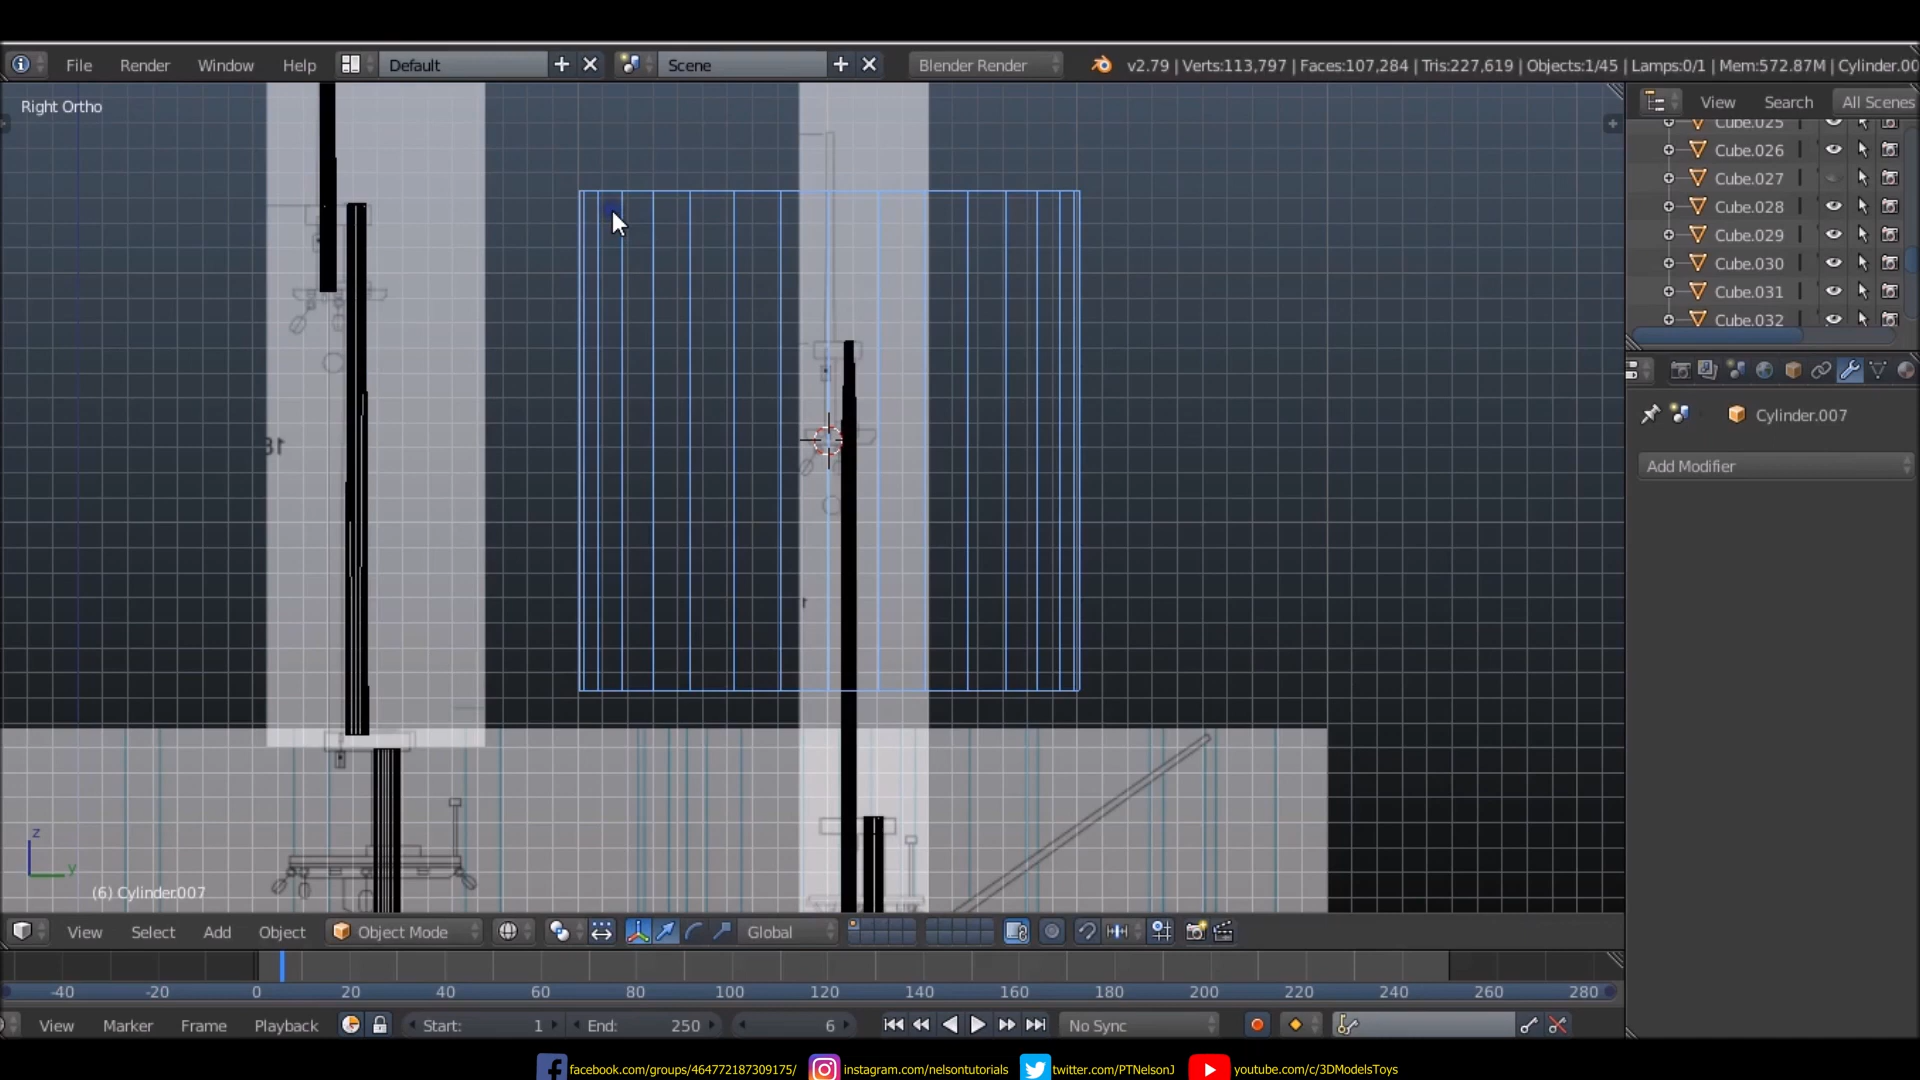 File Render Window Help Default Scene Blender Render v2.79 | Verts:113,797 | Faces:107,284 | Tris:227,619 | Objects:1/45 | Lamps:0/1 | Mem:572.87M | Cylinder.00
Right Ortho
View Search All Scenes
Cube.025
Cube.026
Cube.027
Cube.028
Cube.029
Cube.030
Cube.031
Cube.032
Cylinder.007
Add Modifier
z
y
(6) Cylinder.007
View Select Add Object Object Mode Global
-40 -20 0 20 40 60 80 100 120 140 160 180 200 220 240 260 280
View Marker Frame Playback Start: 1 End: 250 6 No Sync
facebook.com/groups/464772187309175/ instagram.com/nelsontutorials twitter.com/PTNelsonJ youtube.com/c/3DModelsToys